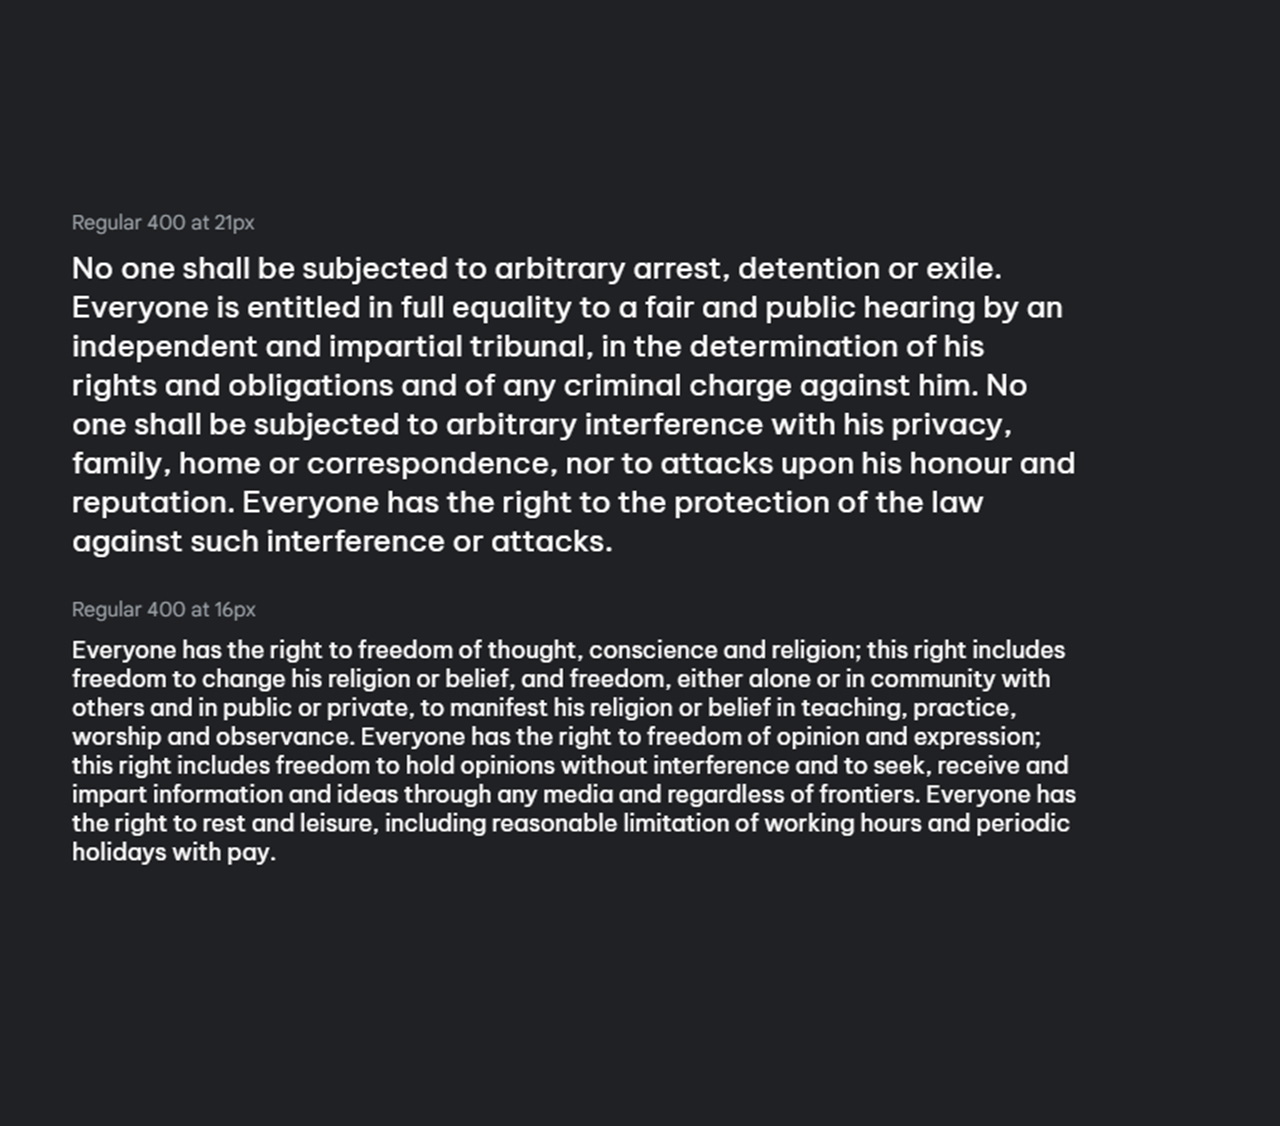 Regular 400 at 21px
No one shall be subjected to arbitrary arrest, detention or exile.
Everyone is entitled in full equality to a fair and public hearing by an
independent and impartial tribunal, in the determination of his
rights and obligations and of any criminal charge against him. No
one shall be subjected to arbitrary interference with his privacy,
family, home or correspondence, nor to attacks upon his honour and
reputation. Everyone has the right to the protection of the law
against such interference or attacks.
Regular 400 at 16px
Everyone has the right to freedom of thought, conscience and religion; this right includes
freedom to change his religion or belief, and freedom, either alone or in community with
others and in public or private, to manifest his religion or belief in teaching, practice,
worship and observance. Everyone has the right to freedom of opinion and expression;
this right includes freedom to hold opinions without interference and to seek, receive and
impart information and ideas through any media and regardless of frontiers. Everyone has
the right to rest and leisure, including reasonable limitation of working hours and periodic
holidays with pay.